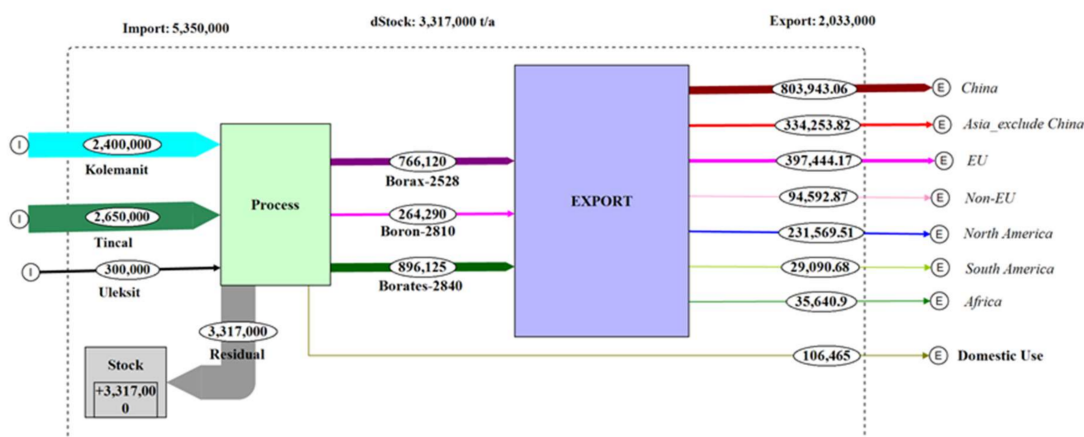 Import: 5,350,000
dStock: 3,317,000 t/a
Export: 2,033,000
I
2,400,000
Kolemanit
I
2,650,000
Tincal
I
300,000
Uleksit
Process
3,317,000
Residual
Stock
+3,317,00
0
766,120
Borax-2528
264,290
Boron-2810
896,125
Borates-2840
EXPORT
803,943.06
E
China
334,253.82
E
Asia_exclude China
397,444.17
E
EU
94,592.87
E
Non-EU
231,569.51
E
North America
29,090.68
E
South America
35,640.9
E
Africa
106,465
E
Domestic Use